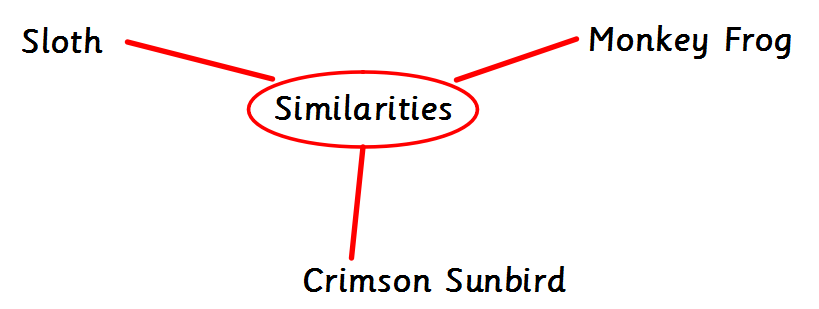 Sloth
Monkey Frog
Similarities
Crimson Sunbird